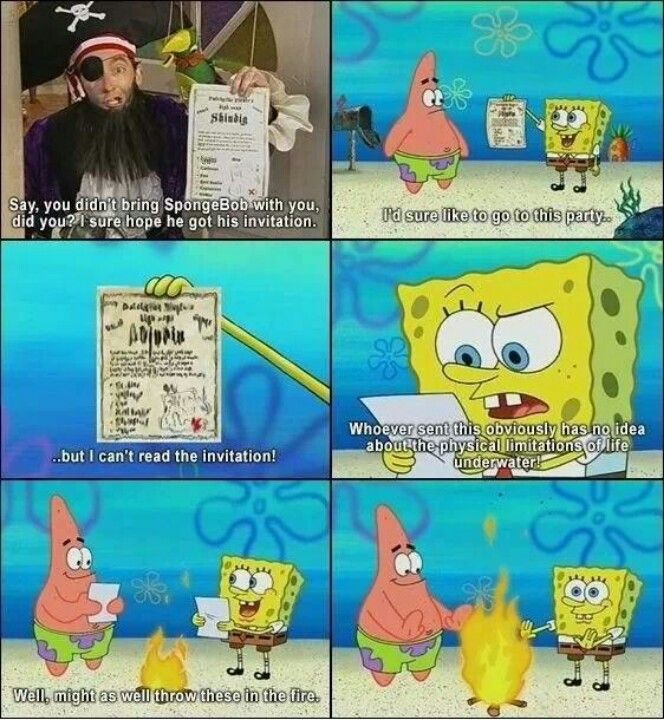 Shindig
Say, you didn't bring SpongeBob with you,
did you? I sure hope he got his invitation.
I'd sure like to go to this party..
..but I can't read the invitation!
Whoever sent this obviously has no idea
about the physical limitations of life
underwater!
Well, might as well throw these in the fire.